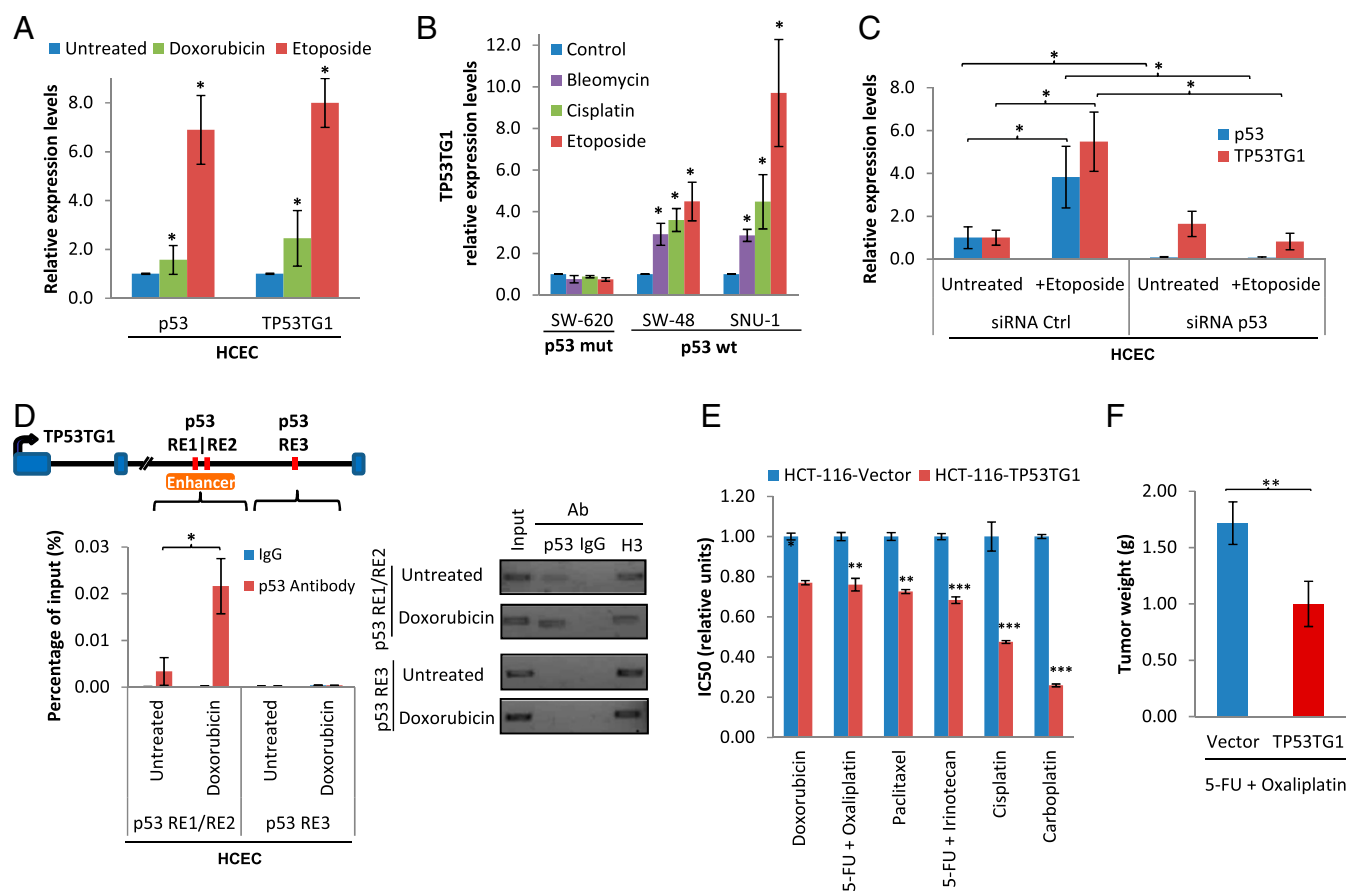 A
Untreated Doxorubicin Etoposide
Relative expression levels
8.0
6.0
4.0
2.0
0.0
* * * *
p53 TP53TG1
HCEC
B
TP53TG1
relative expression levels
12.0
10.0
8.0
6.0
4.0
2.0
0.0
Control
Bleomycin
Cisplatin
Etoposide
* * * * * *
SW-620 SW-48 SNU-1
p53 mut p53 wt
C
Relative expression levels
8.0
6.0
4.0
2.0
0.0
* * * * * *
p53
TP53TG1
Untreated +Etoposide Untreated +Etoposide
siRNA Ctrl siRNA p53
HCEC
D
TP53TG1
p53
RE1|RE2
p53
RE3
Enhancer
Percentage of input (%)
0.03
0.02
0.01
0.00
*
IgG
p53 Antibody
Untreated
Doxorubicin
Untreated
Doxorubicin
p53 RE1/RE2 p53 RE3
HCEC
Input
Ab
p53 IgG H3
p53 RE1/RE2
Untreated
Doxorubicin
p53 RE3
Untreated
Doxorubicin
E
HCT-116-Vector HCT-116-TP53TG1
IC50 (relative units)
1.20
1.00
0.80
0.60
0.40
0.20
0.00
* ** ** *** *** ***
Doxorubicin
5-FU + Oxaliplatin
Paclitaxel
5-FU + Irinotecan
Cisplatin
Carboplatin
F
Tumor weight (g)
2.00
1.50
1.00
0.50
0.00
**
Vector TP53TG1
5-FU + Oxaliplatin